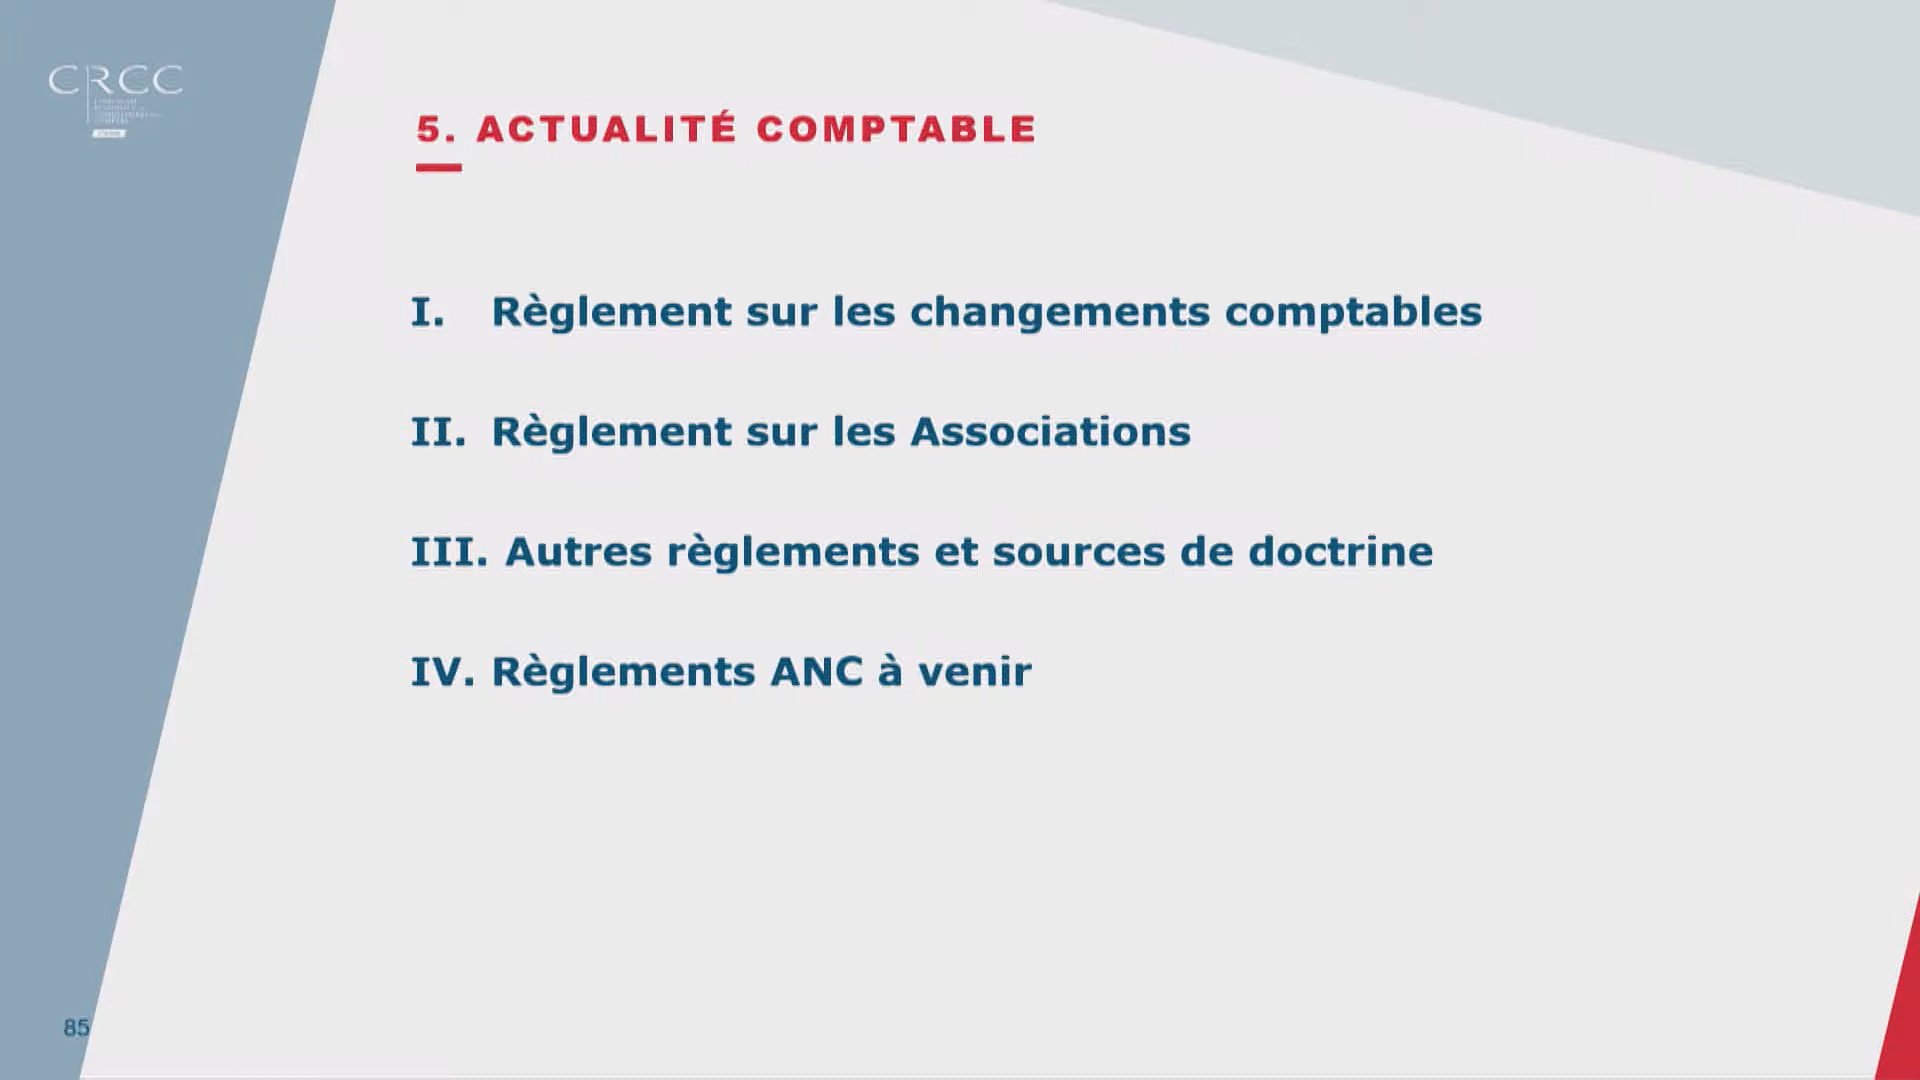 CRCC
5. ACTUALITÉ COMPTABLE
I. Règlement sur les changements comptables
II. Règlement sur les Associations
III. Autres règlements et sources de doctrine
IV. Règlements ANC à venir
85